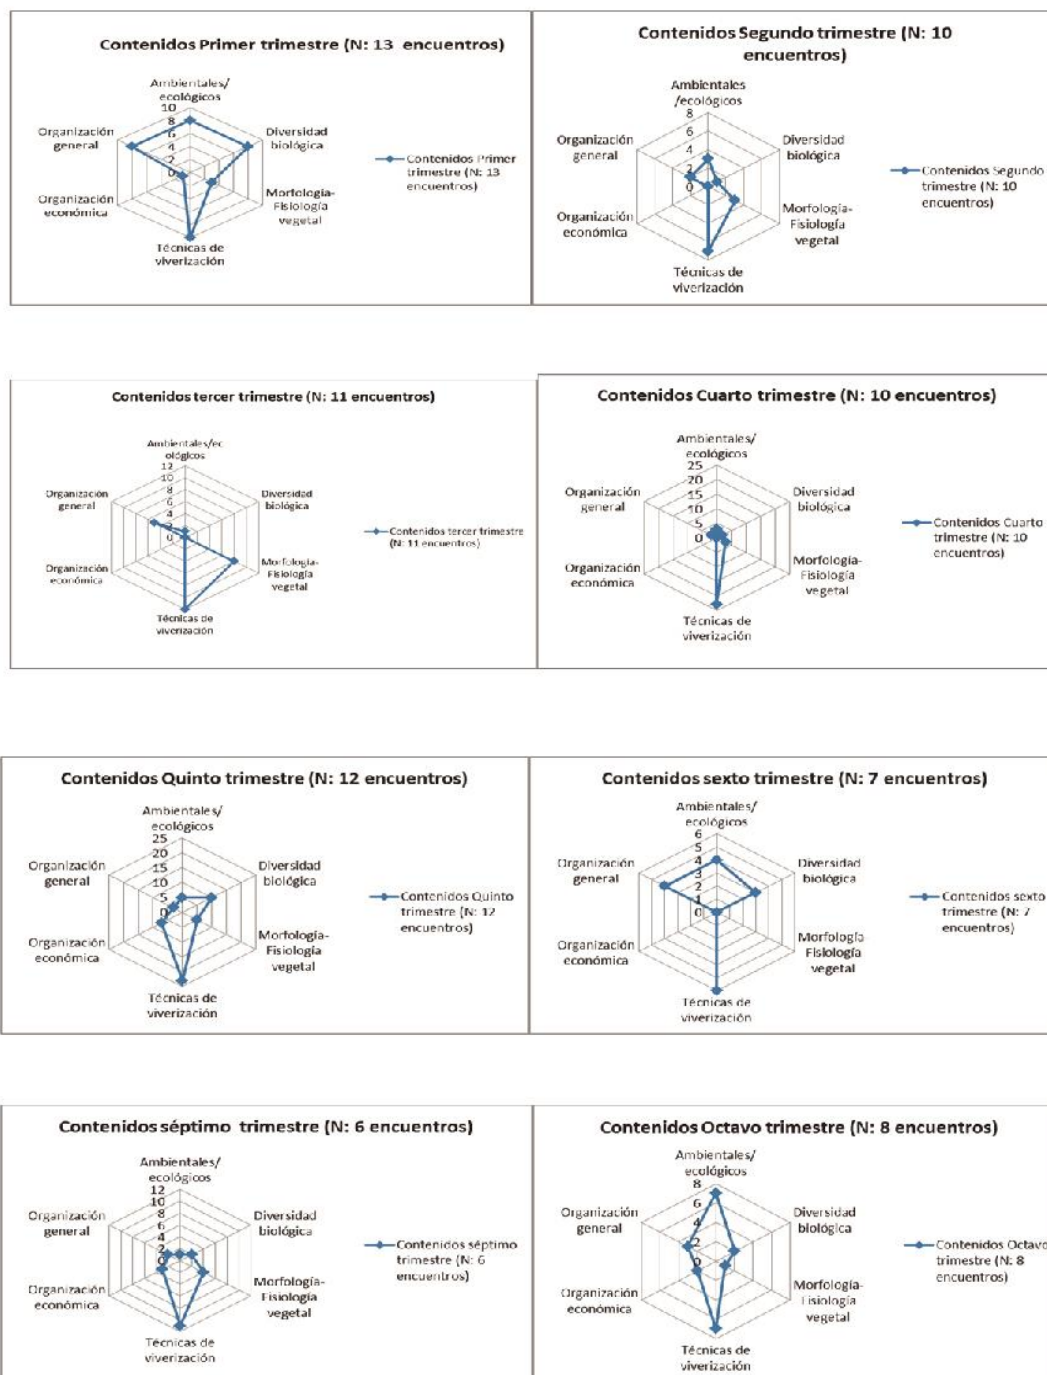 Contenidos Primer trimestre (N: 13 encuentros)
Ambientales/
ecológicos
10
8
6
4
2
0
Diversidad
biológica
Morfología-
Fisiología
vegetal
Técnicas de
viverización
Organización
económica
Organización
general
Contenidos Primer
trimestre (N: 13
encuentros)
Contenidos Segundo trimestre (N: 10
encuentros)
Ambientales
/ecológicos
8
6
4
2
0
Diversidad
biológica
Morfología-
Fisiología
vegetal
Técnicas de
viverización
Organización
económica
Organización
general
Contenidos Segundo
trimestre (N: 10
encuentros)
Contenidos tercer trimestre (N: 11 encuentros)
Ambientales/ec
ológicos
12
10
8
6
4
2
0
Diversidad
biológica
Morfología-
Fisiología
vegetal
Técnicas de
viverización
Organización
económica
Organización
general
Contenidos tercer trimestre
(N: 11 encuentros)
Contenidos Cuarto trimestre (N: 10 encuentros)
Ambientales/
ecológicos
25
20
15
10
5
0
Diversidad
biológica
Morfología-
Fisiología
vegetal
Técnicas de
viverización
Organización
económica
Organización
general
Contenidos Cuarto
trimestre (N: 10
encuentros)
Contenidos Quinto trimestre (N: 12 encuentros)
Ambientales/
ecológicos
25
20
15
10
5
0
Diversidad
biológica
Morfología-
Fisiología
vegetal
Técnicas de
viverización
Organización
económica
Organización
general
Contenidos Quinto
trimestre (N: 12
encuentros)
Contenidos sexto trimestre (N: 7 encuentros)
Ambientales/
ecológicos
6
5
4
3
2
1
0
Diversidad
biológica
Morfología
Fisiología
vegetal
Técnicas de
viverización
Organización
económica
Organización
general
Contenidos sexto
trimestre (N: 7
encuentros)
Contenidos séptimo trimestre (N: 6 encuentros)
Ambientales/
ecológicos
12
10
8
6
4
2
0
Diversidad
biológica
Morfología-
Fisiología
vegetal
Técnicas de
viverización
Organización
económica
Organización
general
Contenidos séptimo
trimestre (N: 6
encuentros)
Contenidos Octavo trimestre (N: 8 encuentros)
Ambientales/
ecológicos
8
6
4
2
0
Diversidad
biológica
Morfología-
Fisiología
vegetal
Técnicas de
viverización
Organización
económica
Organización
general
Contenidos Octavo
trimestre (N: 8
encuentros)